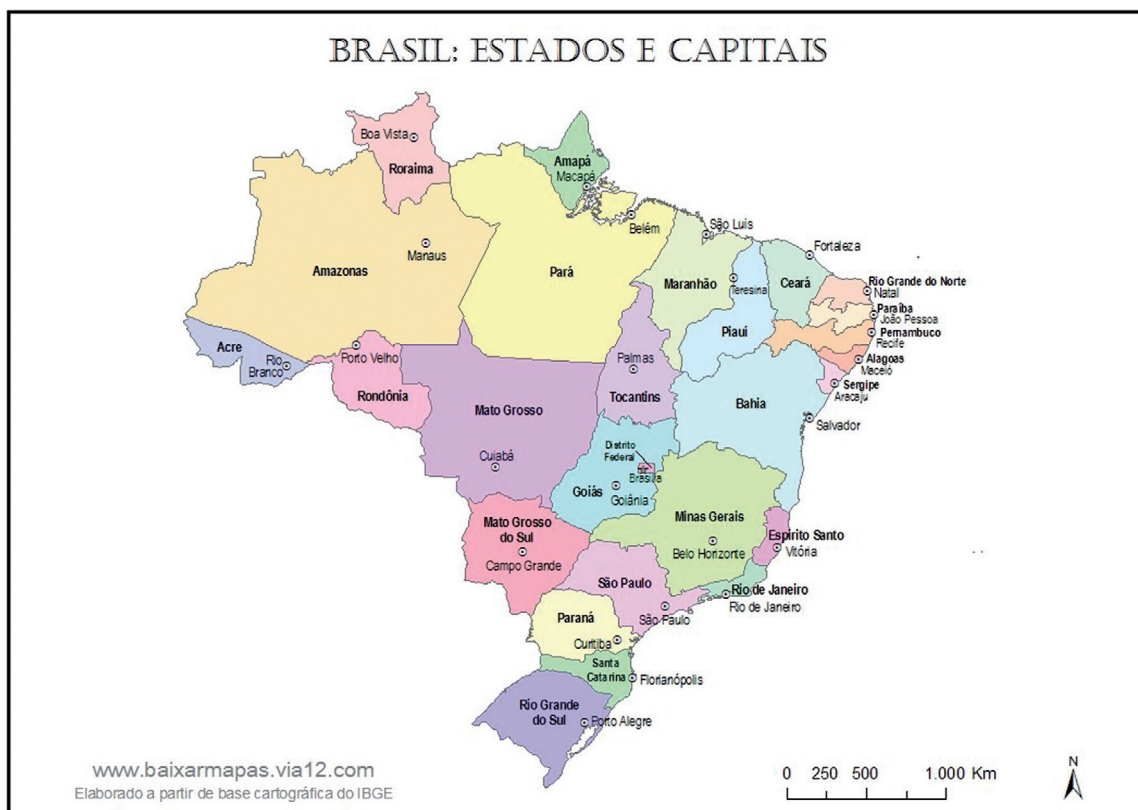 BRASIL: ESTADOS E CAPITAIS
Boa Vista
Roraima
Amapá
Macapá
Belém
São Luís
Fortaleza
Manaus
Amazonas
Pará
Maranhão
Teresina
Ceará
Rio Grande do Norte
Natal
Paraíba
João Pessoa
Pernambuco
Recife
Piauí
Alagoas
Maceió
Sergipe
Aracaju
Acre
Rio
Branco
Porto Velho
Rondônia
Palmas
Tocantins
Mato Grosso
Cuiabá
Bahia
Salvador
Distrito
Federal
Brasília
Goiás
Goiânia
Mato Grosso
do Sul
Campo Grande
Minas Gerais
Belo Horizonte
Espírito Santo
Vitória
São Paulo
São Paulo
Rio de Janeiro
Rio de Janeiro
Paraná
Curitiba
Santa
Catarina
Florianópolis
Rio Grande
do Sul
Porto Alegre
www.baixarmapas.via12.com
Elaborado a partir de base cartográfica do IBGE
0 250 500 1.000 Km
N